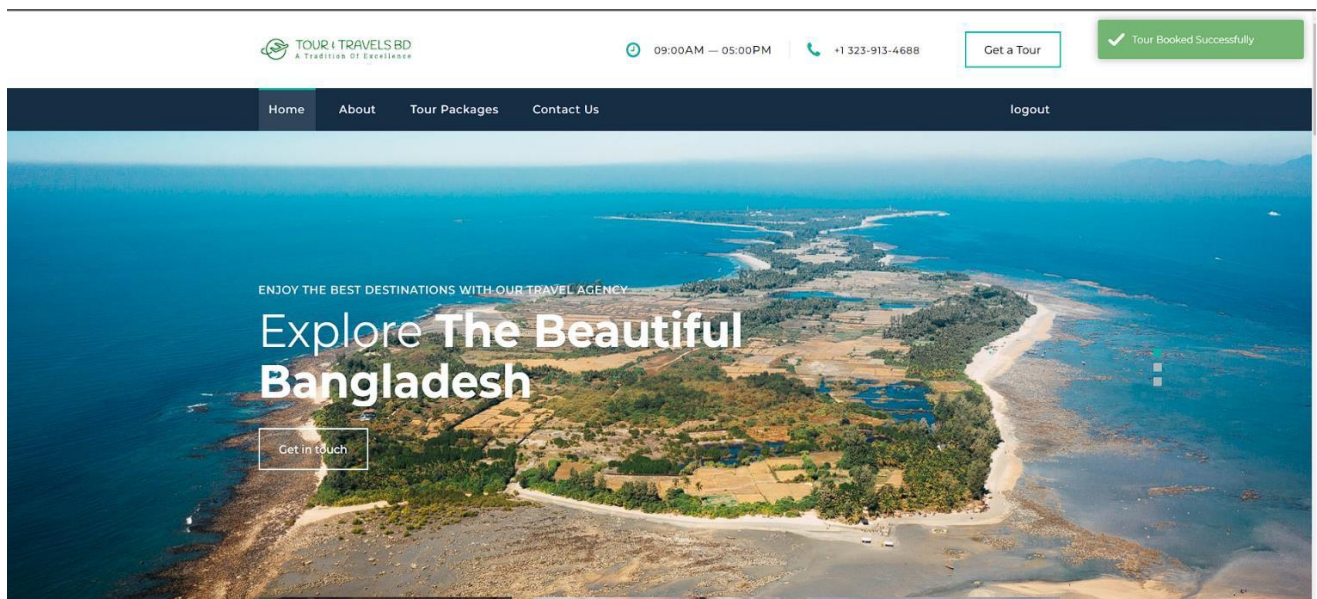 TOUR & TRAVELS BD
A Tradition Of Excellence
09:00AM — 05:00PM
+1 323-913-4688
Get a Tour
Tour Booked Successfully
Home
About
Tour Packages
Contact Us
logout
ENJOY THE BEST DESTINATIONS WITH OUR TRAVEL AGENCY
Explore The Beautiful
Bangladesh
Get in touch